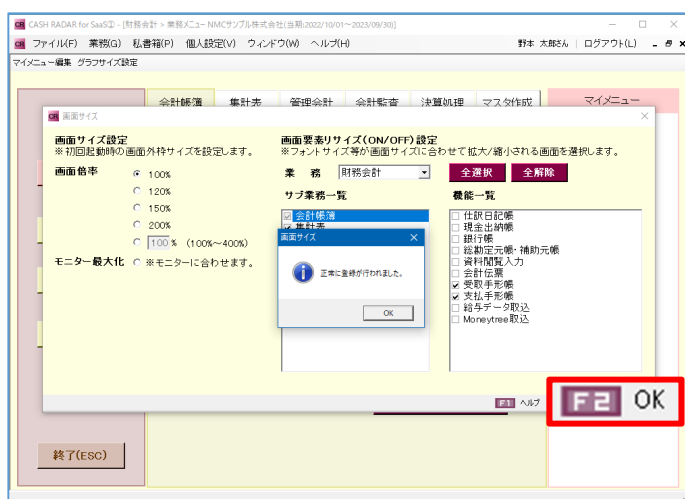 CR CASH RADAR for SaaS① - [財務会計 > 業務メニュー NMCサンプル株式会社(当期:2022/10/01～2023/09/30)]
CR ファイル(F) 業務(G) 私書箱(P) 個人設定(V) ウィンドウ(W) ヘルプ(H) 野本 太郎さん | ログアウト(L)
マイメニュー編集 グラフサイズ設定
会計帳簿 集計表 管理会計 会計監査 決算処理 マスタ作成 マイメニュー
CR 画面サイズ
画面サイズ設定
※初回起動時の画面外枠サイズを設定します。
画面倍率 100%
120%
150%
200%
100 % (100%～400%)
モニター最大化 ※モニターに合わせます。
画面要素リサイズ(ON/OFF)設定
※フォントサイズ等が画面サイズに合わせて拡大/縮小される画面を選択します。
業務 財務会計 全選択 全解除
サブ業務一覧
会計帳簿
集計表
機能一覧
仕訳日記帳
現金出納帳
銀行帳
総勘定元帳・補助元帳
資料閲覧入力
会計伝票
受取手形帳
支払手形帳
給与データ取込
Moneytree取込
画面サイズ
正常に登録が行われました。
OK
F1 ヘルプ
F2 OK
終了(ESC)